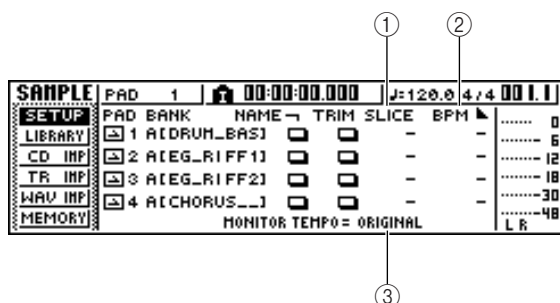 ① ②
SAMPLE PAD 1 00:00:00.000 ♩=120.0 4/4 001.1
SETUP PAD BANK NAME TRIM SLICE BPM 0
LIBRARY 1 A[DRUM_BAS] - - 6
CD IMP 2 A[EG_RIFF1] - - 12
TR IMP 3 A[EG_RIFF2] - - 18
WAV IMP 4 A[CHORUS__] - - 30
MEMORY MONITOR TEMPO= ORIGINAL 48
L R
③